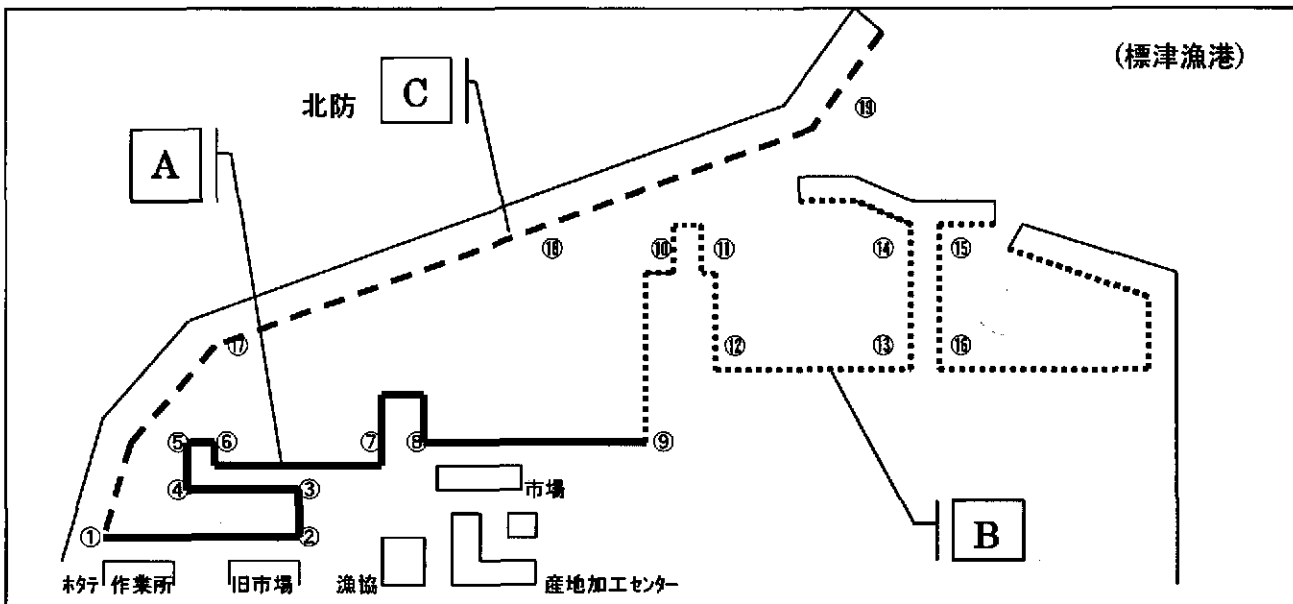 (標津漁港)
北防
C
A
B
⑲
⑱
⑩
⑪
⑭
⑮
⑰
⑫
⑬
⑯
⑤
⑥
⑦
⑧
⑨
④
③
①
②
市場
ホタテ 作業所
旧市場
漁協
産地加工センター